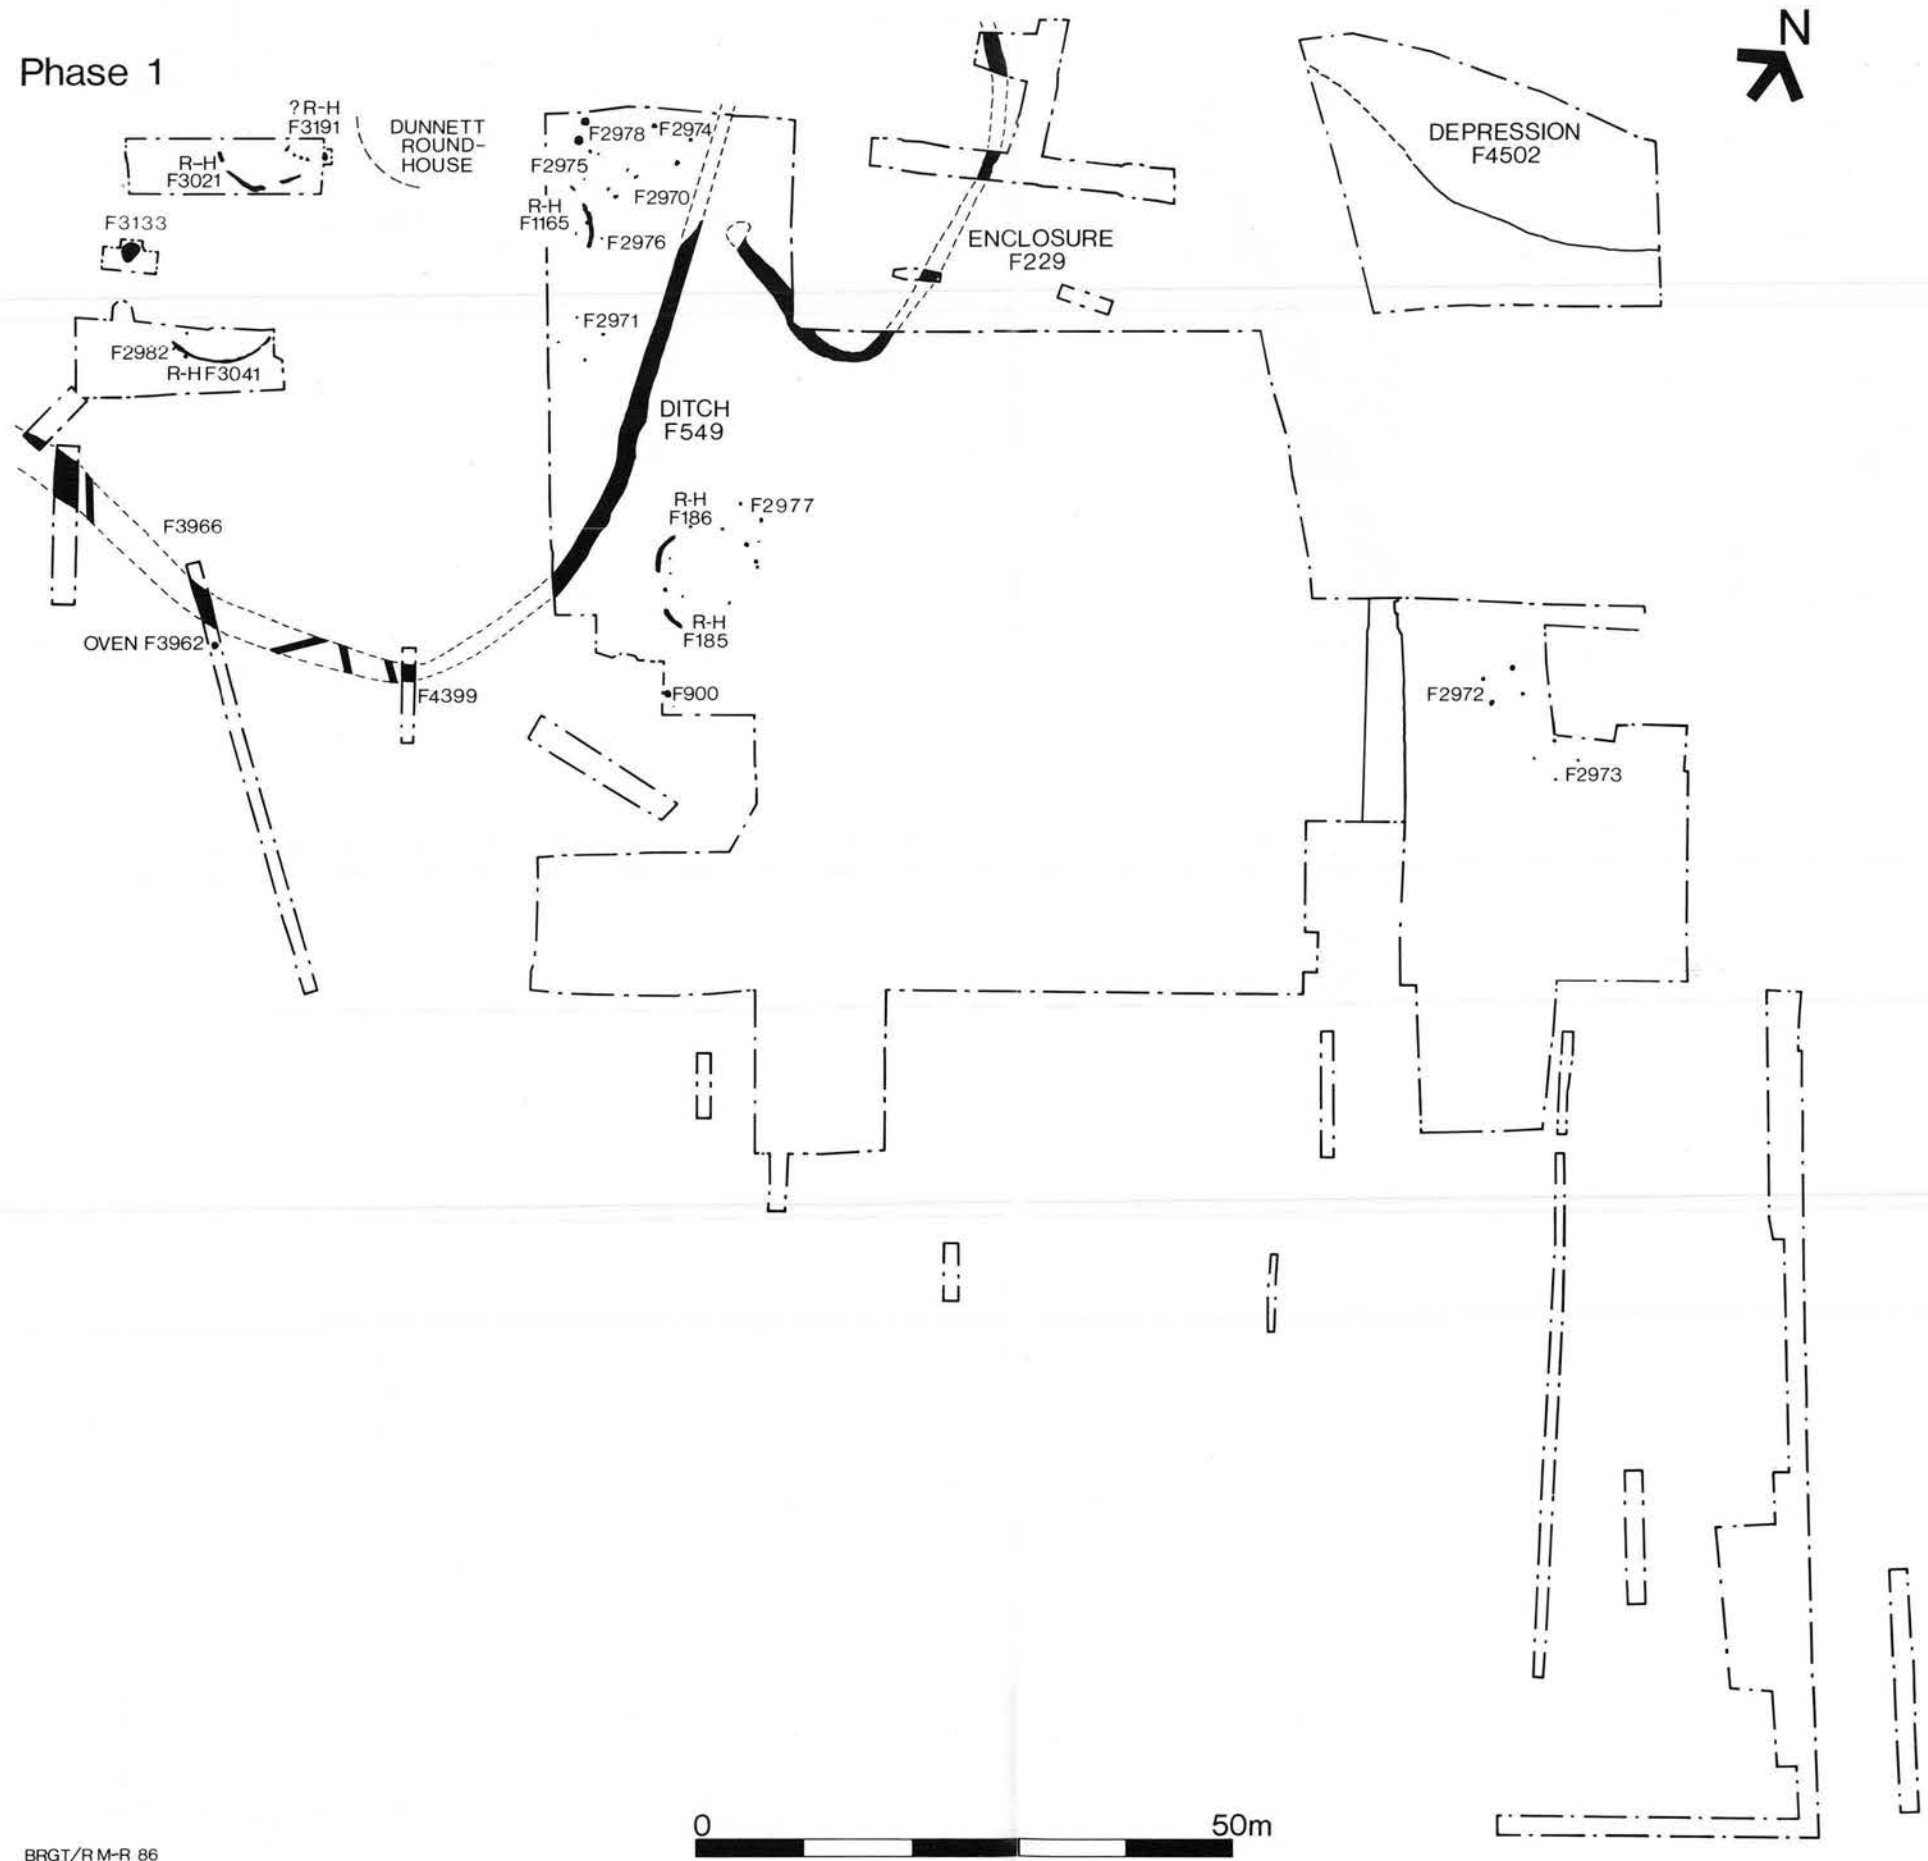 N
Phase 1
?R-H
F3191
DUNNETT
ROUND-
HOUSE
R-H
F3021
F2978
F2974
F2975
F2970
R-H
F1165
F2976
DEPRESSION
F4502
F3133
ENCLOSURE
F229
F2971
F2982
R-H F3041
DITCH
F549
R-H
F186
F2977
F3966
R-H
F185
OVEN F3962
F4399
F900
F2972
F2973
0
50m
BRGT/R M-R 86